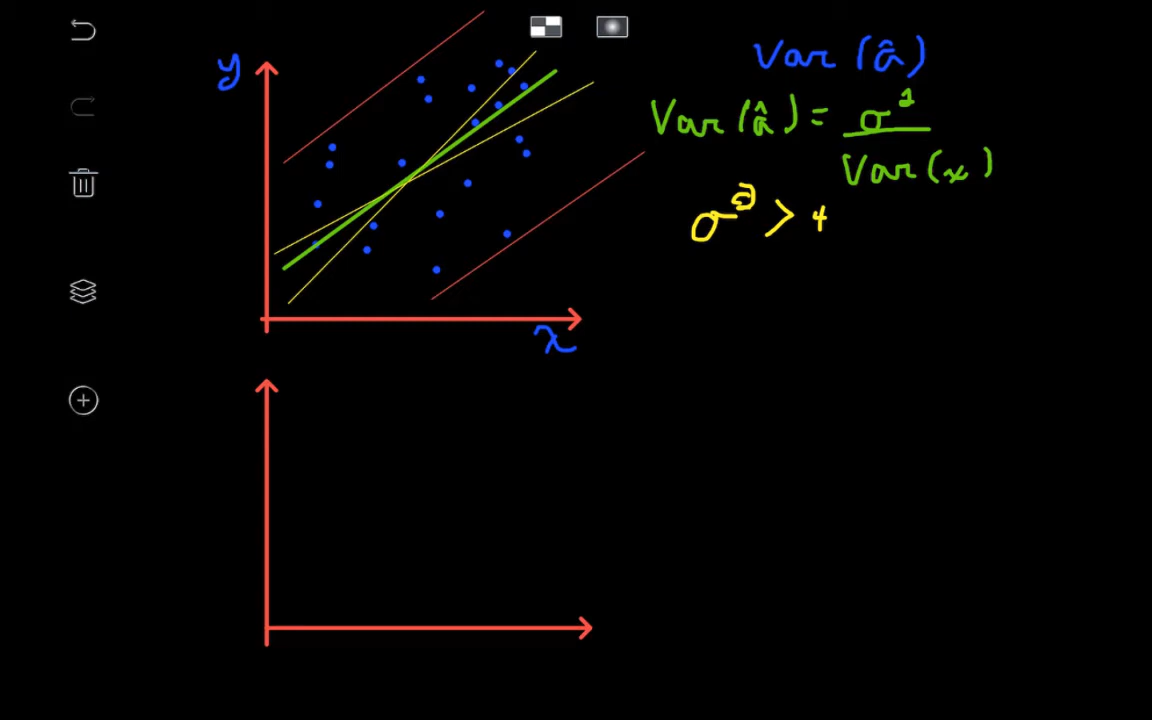 y
Var (â)
Var (â) = σ² / Var (x)
σ² > 4
x